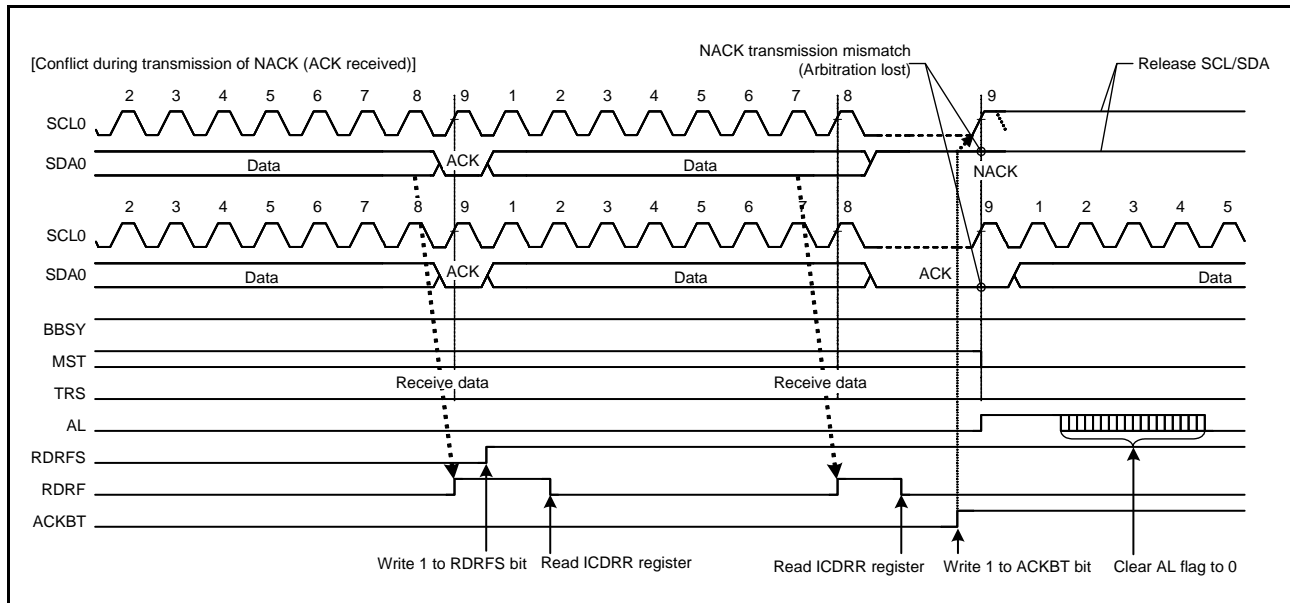 NACK transmission mismatch
(Arbitration lost)
Release SCL/SDA
[Conflict during transmission of NACK (ACK received)]
2 3 4 5 6 7 8 9 1 2 3 4 5 6 7 8 9
SCL0
SDA0 Data ACK Data NACK
2 3 4 5 6 7 8 9 1 2 3 4 5 6 7 8 9 1 2 3 4 5
SCL0
SDA0 Data ACK Data ACK Data
BBSY
MST
Receive data Receive data
TRS
AL
RDRFS
RDRF
ACKBT
Write 1 to RDRFS bit Read ICDRR register Read ICDRR register Write 1 to ACKBT bit Clear AL flag to 0